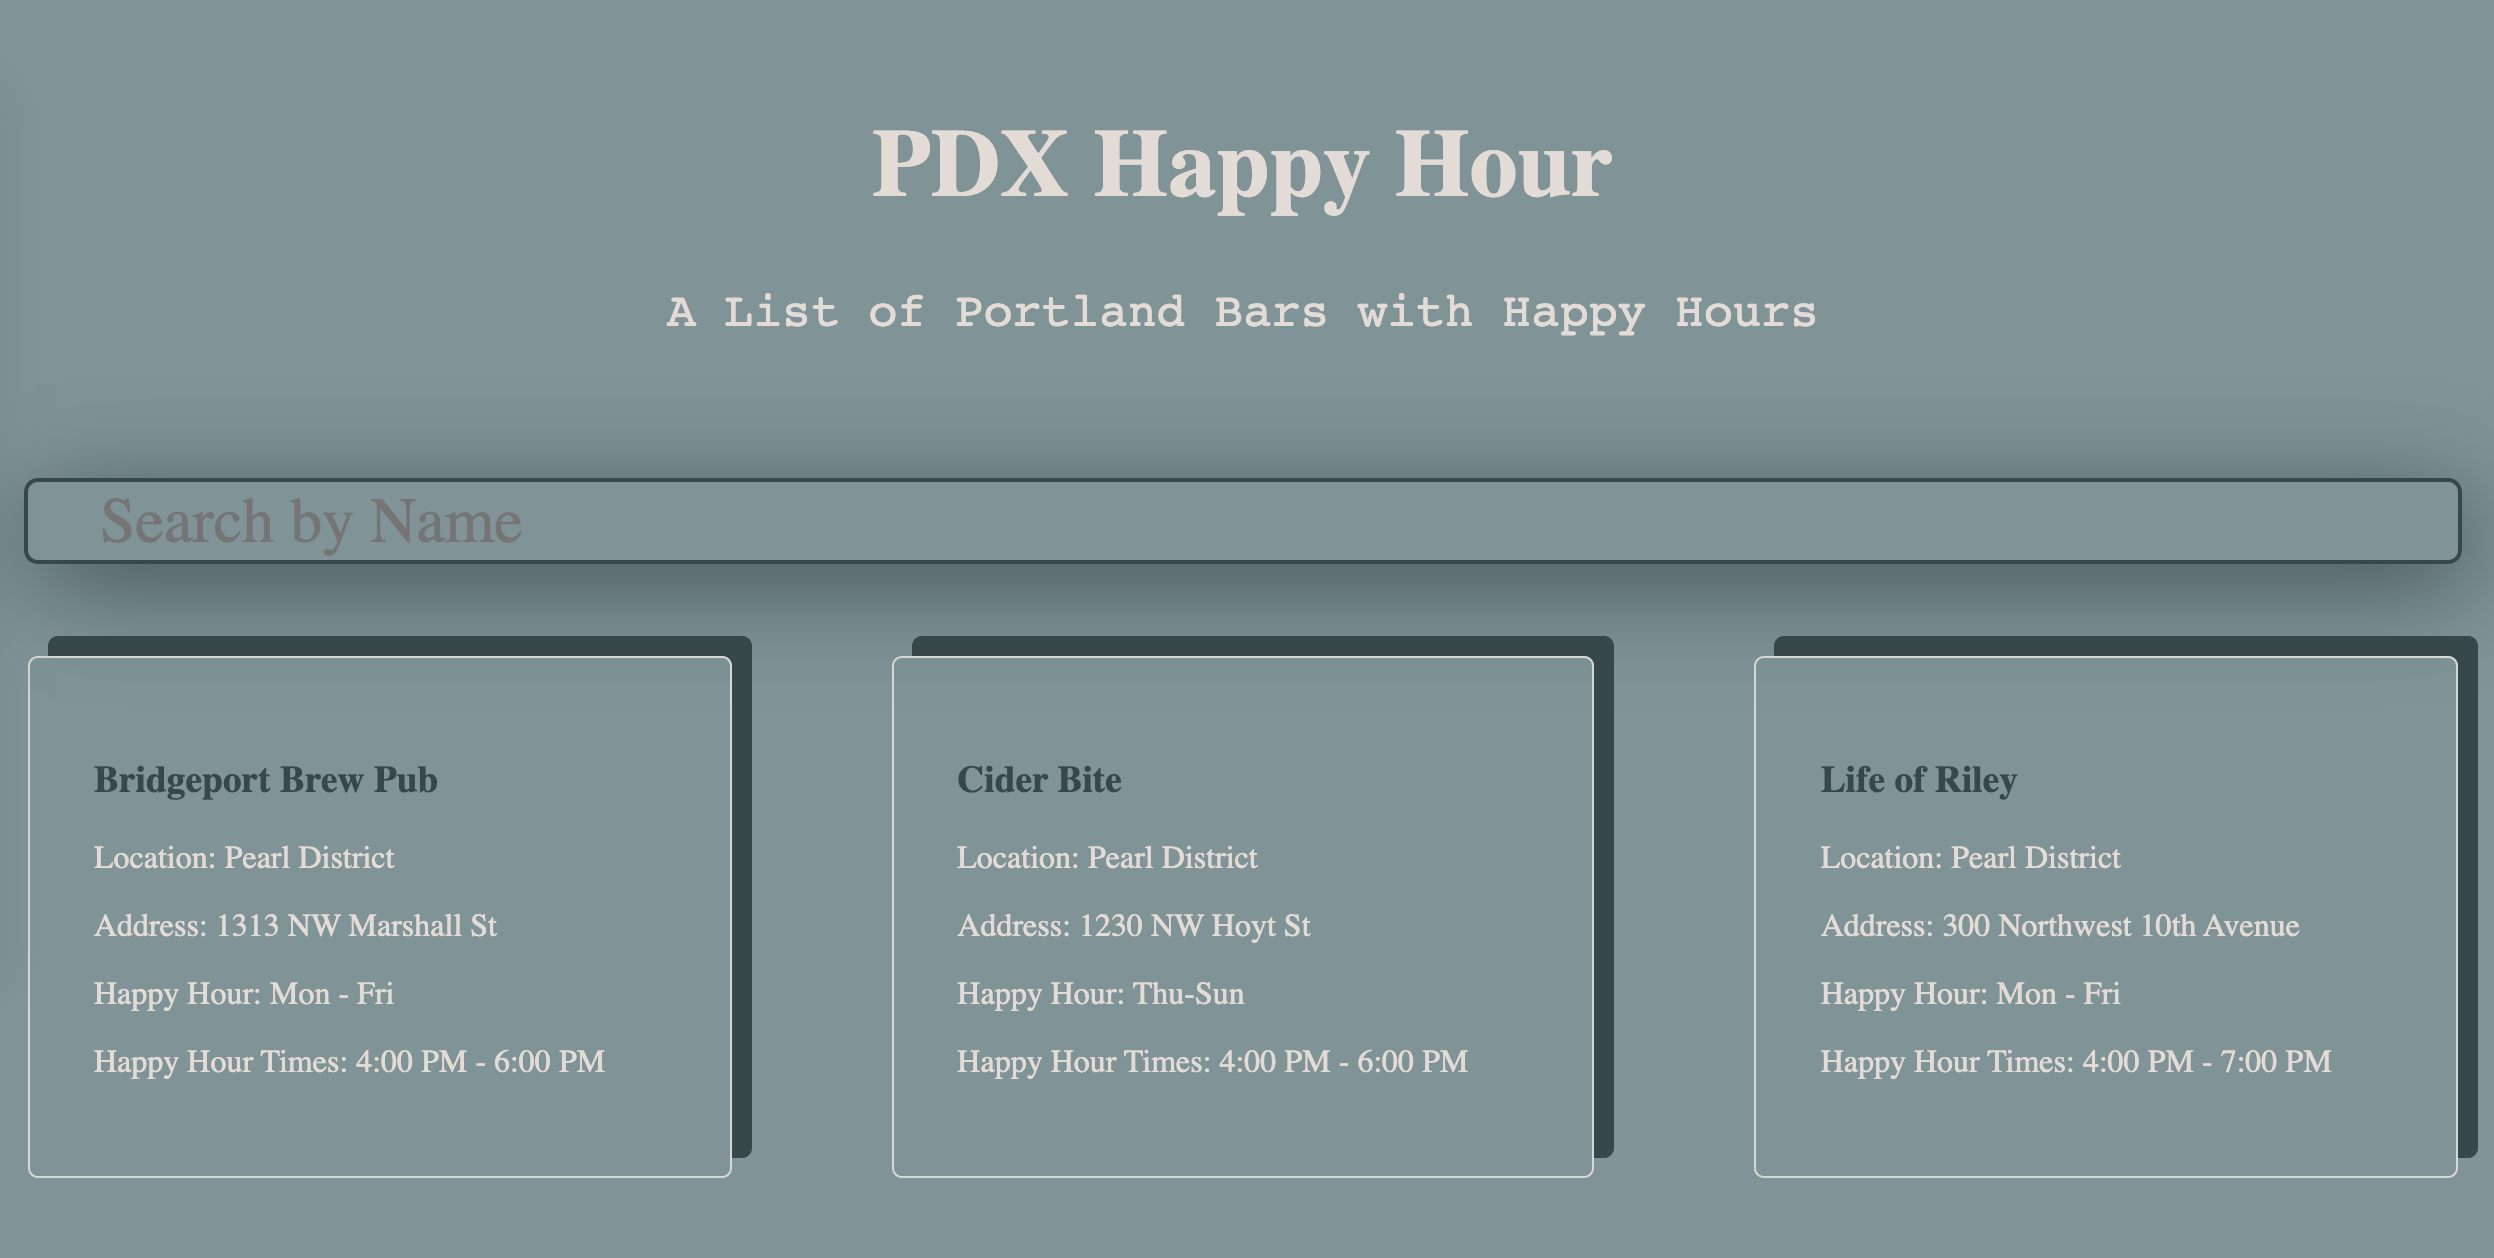 PDX Happy Hour
A List of Portland Bars with Happy Hours
Search by Name
Bridgeport Brew Pub
Location: Pearl District
Address: 1313 NW Marshall St
Happy Hour: Mon - Fri
Happy Hour Times: 4:00 PM - 6:00 PM
Cider Bite
Location: Pearl District
Address: 1230 NW Hoyt St
Happy Hour: Thu-Sun
Happy Hour Times: 4:00 PM - 6:00 PM
Life of Riley
Location: Pearl District
Address: 300 Northwest 10th Avenue
Happy Hour: Mon - Fri
Happy Hour Times: 4:00 PM - 7:00 PM